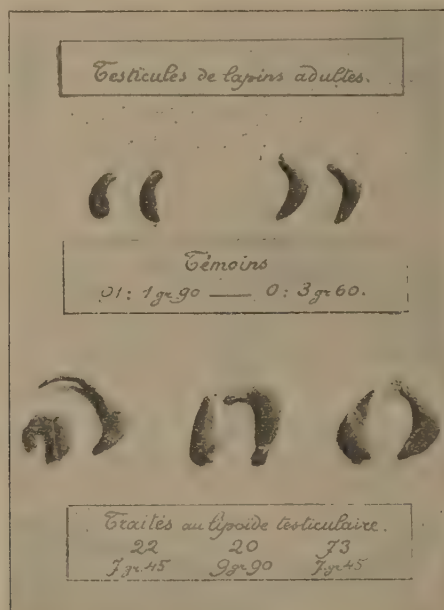 Testicules de lapins adultes.
Témoins
01 : 1 gr. 90 — 0 : 3 gr 60.
Traités au lipoïde testiculaire.
22 20 73
7 gr. 45 9 gr 90 7 gr. 45